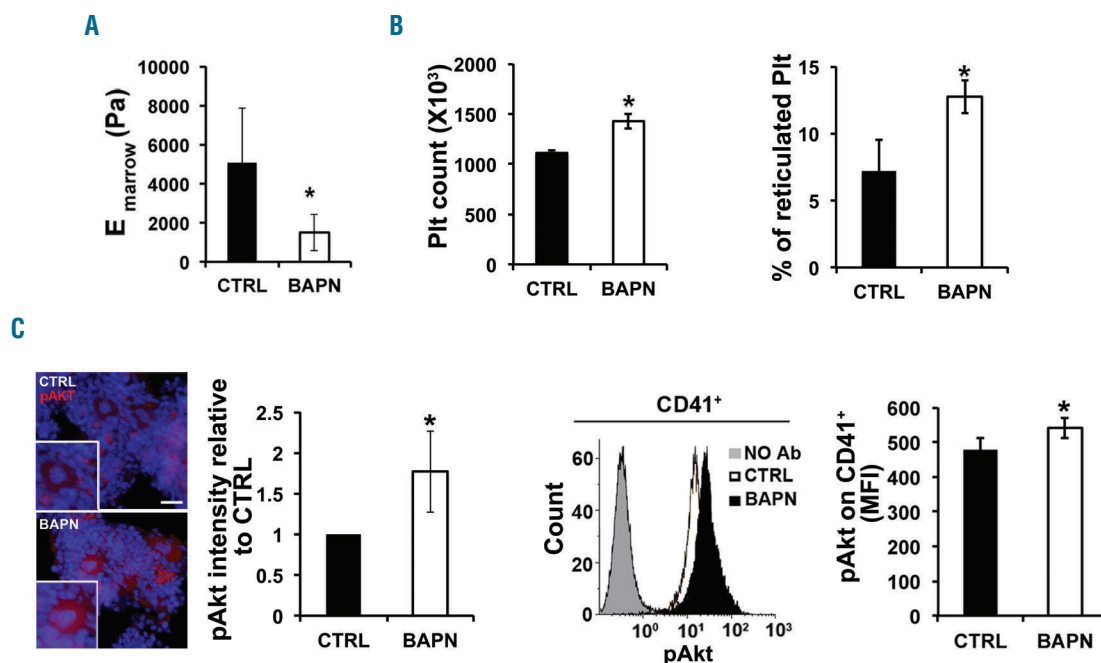 A
E marrow (Pa)
10000
8000
6000
4000
2000
0
*
CTRL BAPN
B
Plt count (X10³)
2000
1500
1000
500
0
*
CTRL BAPN
% of reticulated Plt
20
15
10
5
0
*
CTRL BAPN
C
CTRL
pAKT
BAPN
pAkt intensity relative
to CTRL
2.5
2
1.5
1
0.5
0
*
CTRL BAPN
CD41⁺
NO Ab
CTRL
BAPN
Count
60
40
20
0
10⁰ 10¹ 10² 10³
pAkt
pAkt on CD41⁺
(MFI)
600
500
400
300
200
100
0
*
CTRL BAPN